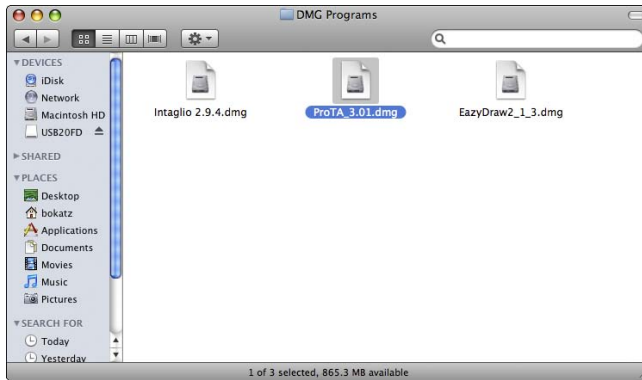 DMG Programs
DEVICES
iDisk
Network
Macintosh HD
USB20FD
SHARED
PLACES
Desktop
bokatz
Applications
Documents
Movies
Music
Pictures
SEARCH FOR
Today
Yesterday
Intaglio 2.9.4.dmg
ProTA_3.01.dmg
EazyDraw2_1_3.dmg
1 of 3 selected, 865.3 MB available